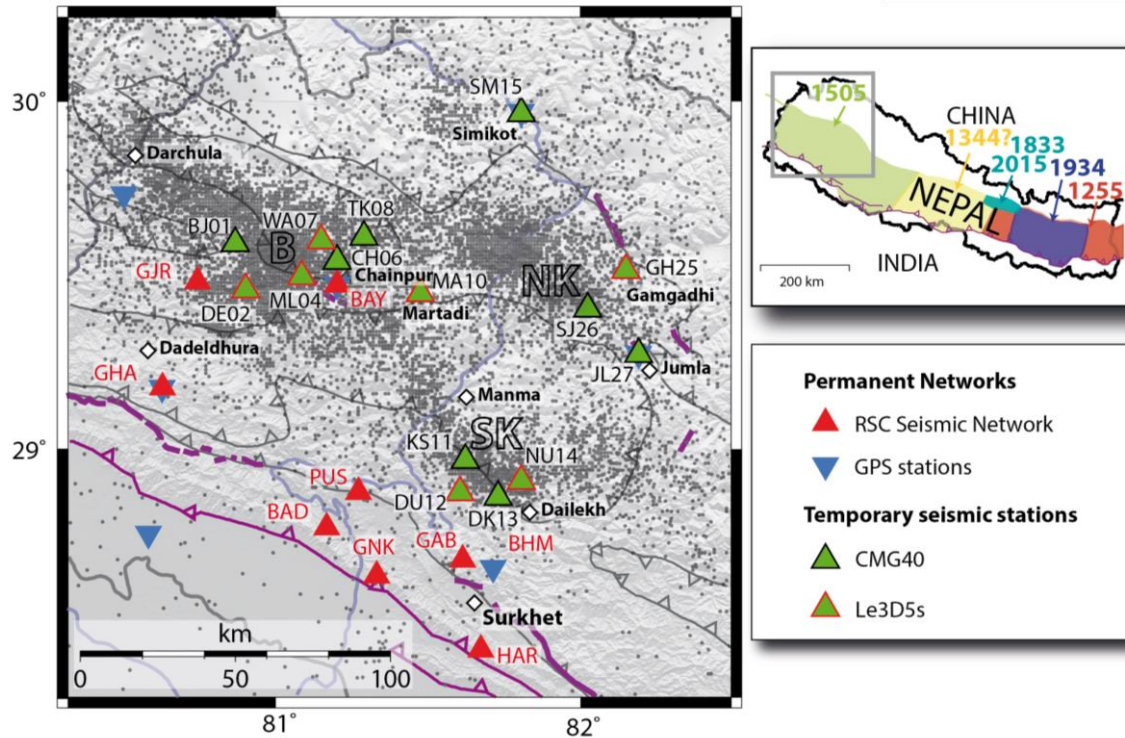 30˚
29˚
81˚
82˚
SM15
Simikot
Darchula
WA07
TK08
BJ01
B
CH06
Chainpur
GJR
DE02
ML04
BAY
MA10
Martadi
NK
GH25
Gamgadhi
SJ26
Dadeldhura
GHA
JL27
Jumla
Manma
KS11
SK
NU14
PUS
DU12
DK13
Dailekh
BAD
GNK
GAB
BHM
Surkhet
HAR
km
0 50 100
1505
CHINA
1344?
1833
2015
1934
1255
NEPAL
200 km
INDIA
Permanent Networks
RSC Seismic Network
GPS stations
Temporary seismic stations
CMG40
Le3D5s